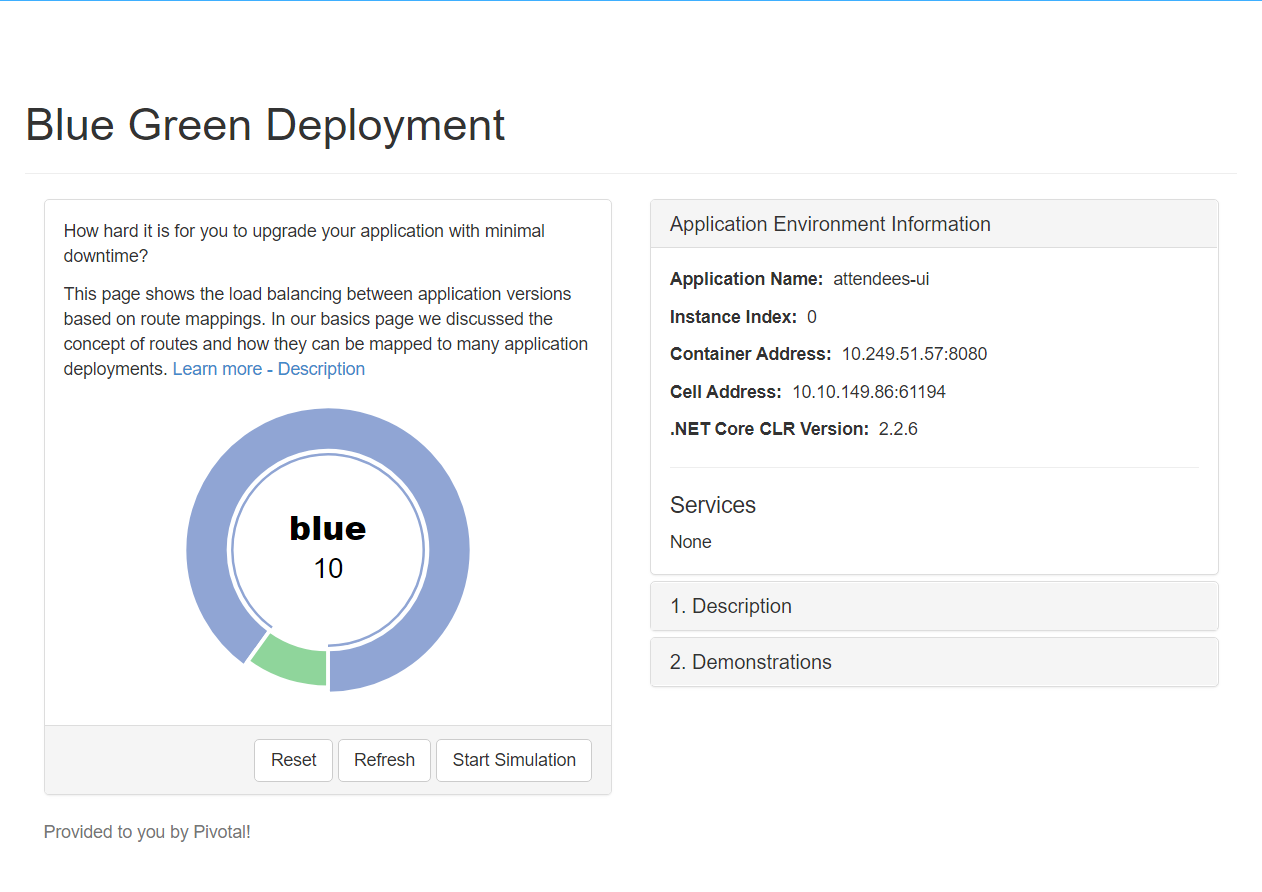 Blue Green Deployment
How hard it is for you to upgrade your application with minimal
downtime?
This page shows the load balancing between application versions
based on route mappings. In our basics page we discussed the
concept of routes and how they can be mapped to many application
deployments. Learn more - Description
blue
10
Reset
Refresh
Start Simulation
Provided to you by Pivotal!
Application Environment Information
Application Name: attendees-ui
Instance Index: 0
Container Address: 10.249.51.57:8080
Cell Address: 10.10.149.86:61194
.NET Core CLR Version: 2.2.6
Services
None
1. Description
2. Demonstrations